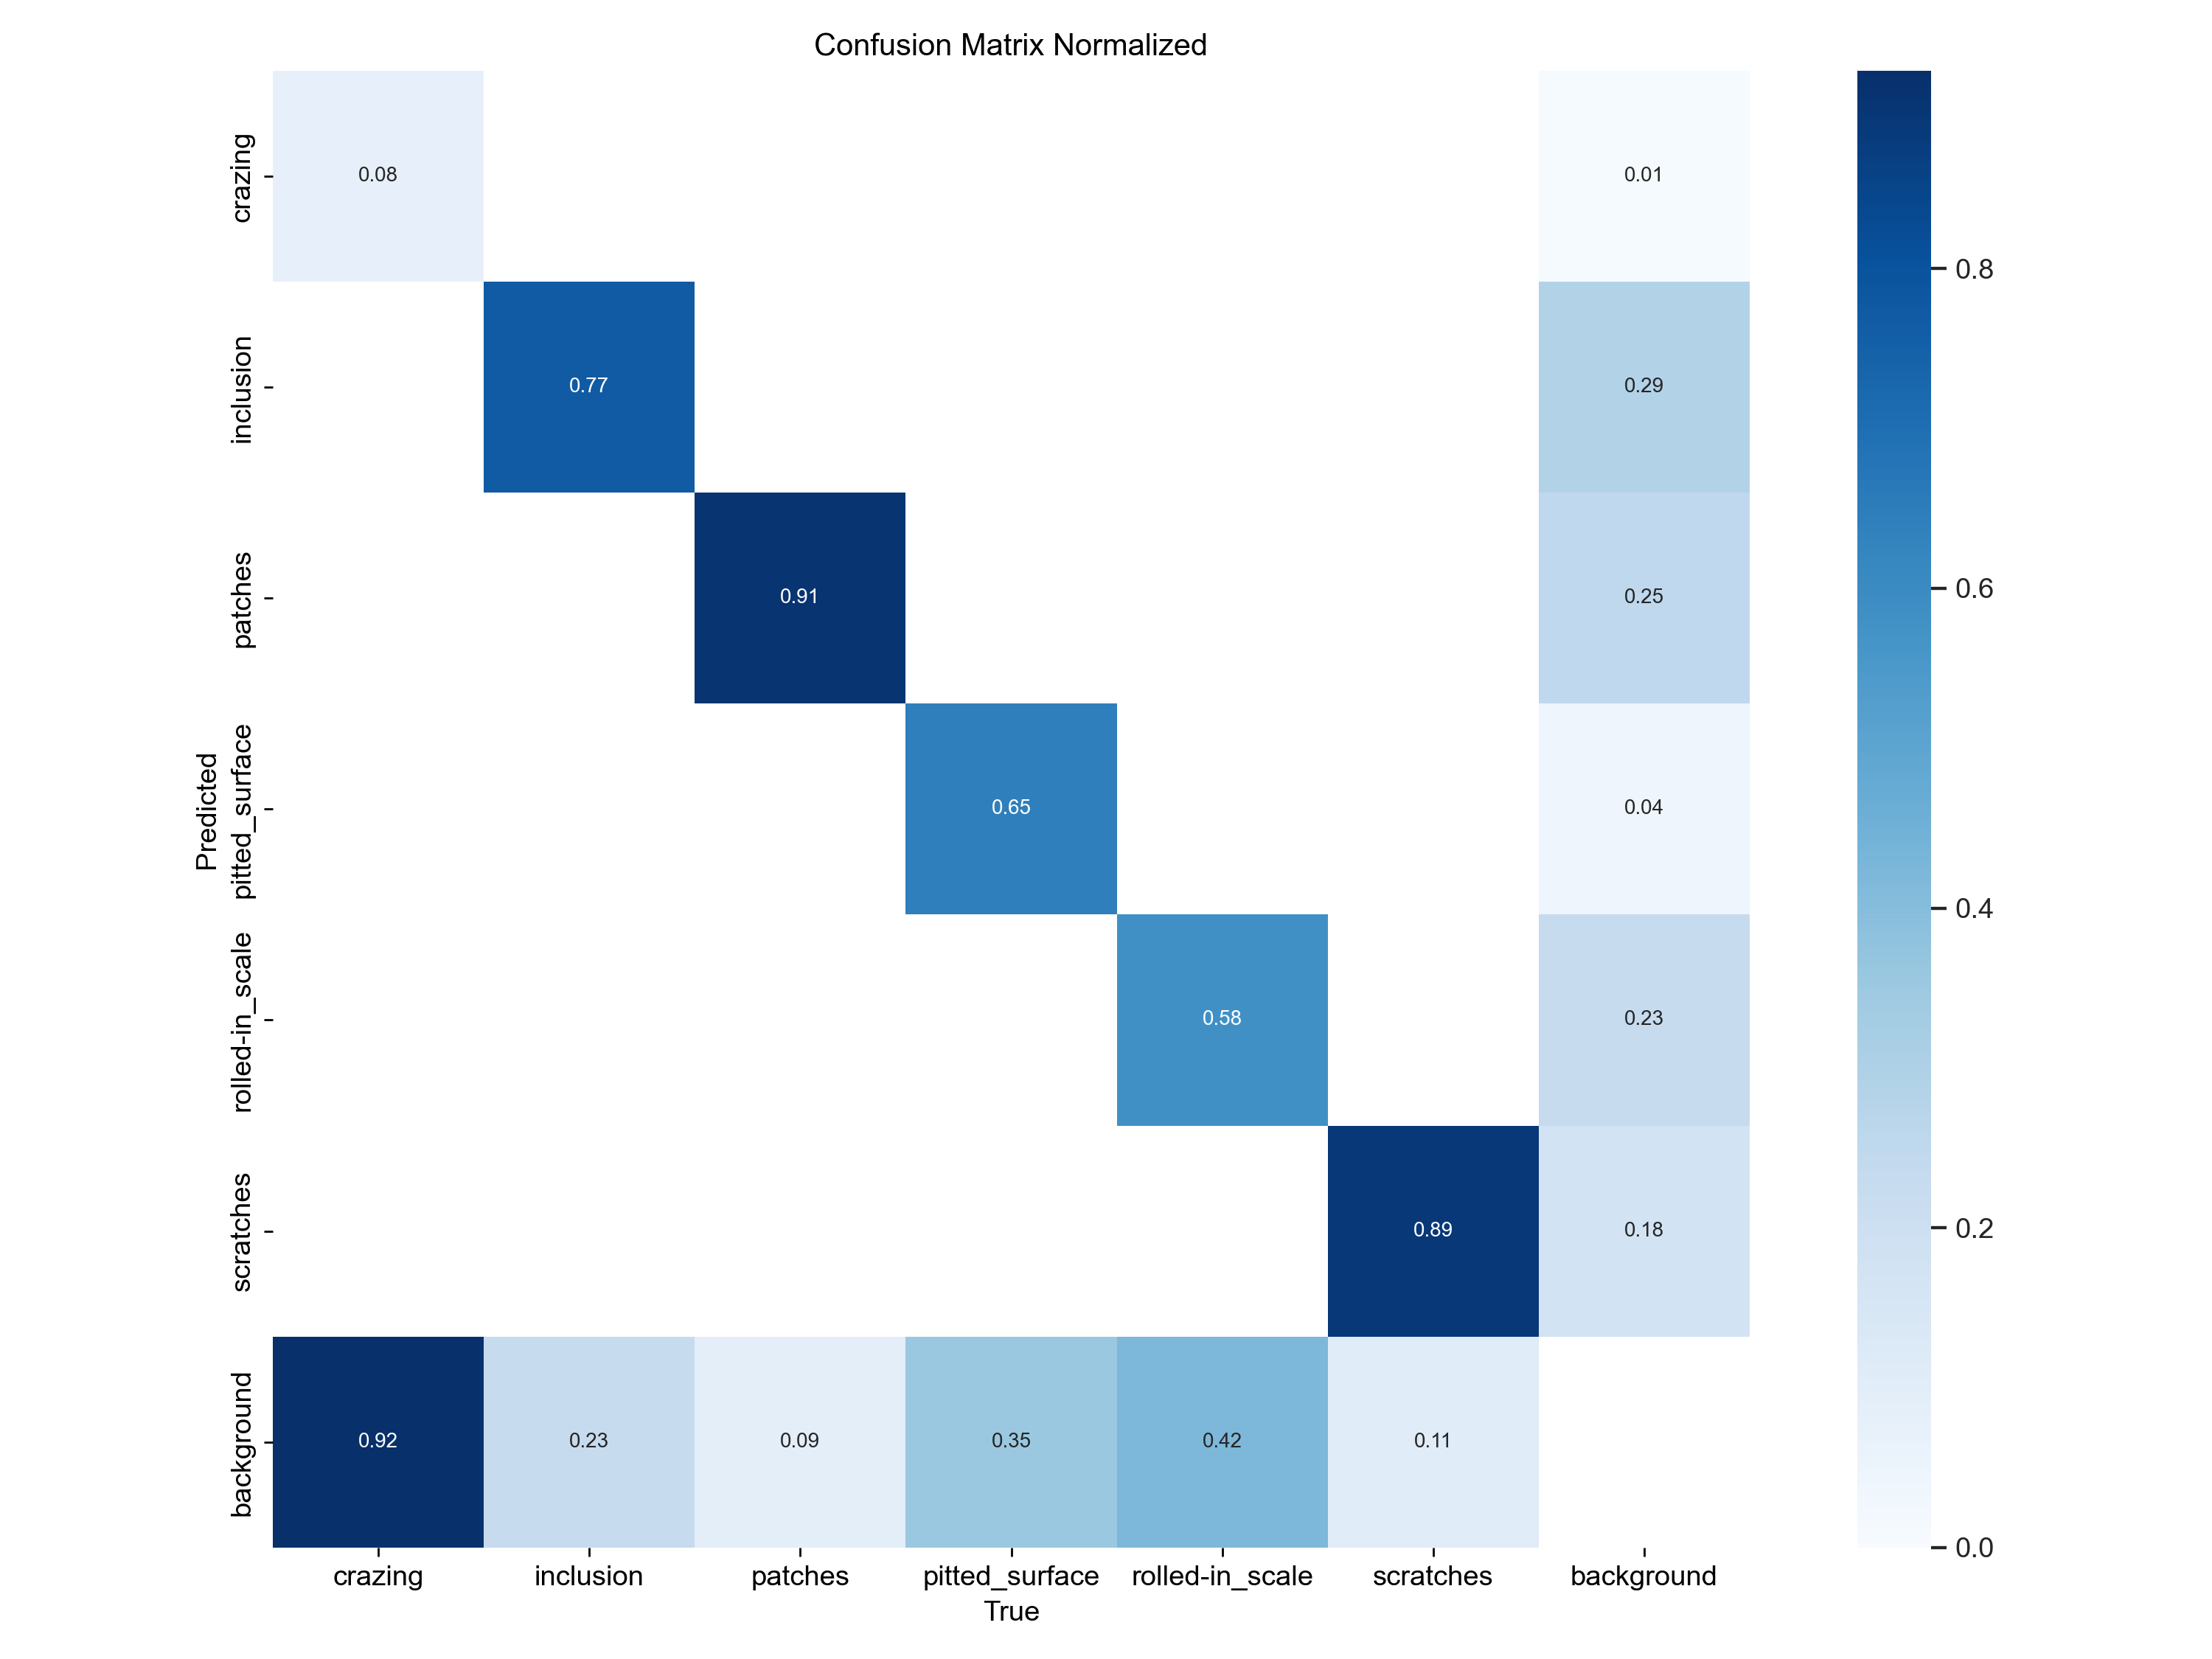 Confusion Matrix Normalized
crazing
0.08
0.01
0.8
inclusion
0.77
0.29
patches
0.91
0.25
0.6
Predicted
pitted_surface
0.65
0.04
0.4
rolled-in_scale
0.58
0.23
scratches
0.89
0.18
0.2
background
0.92
0.23
0.09
0.35
0.42
0.11
0.0
crazing inclusion patches pitted_surface rolled-in_scale scratches background
True